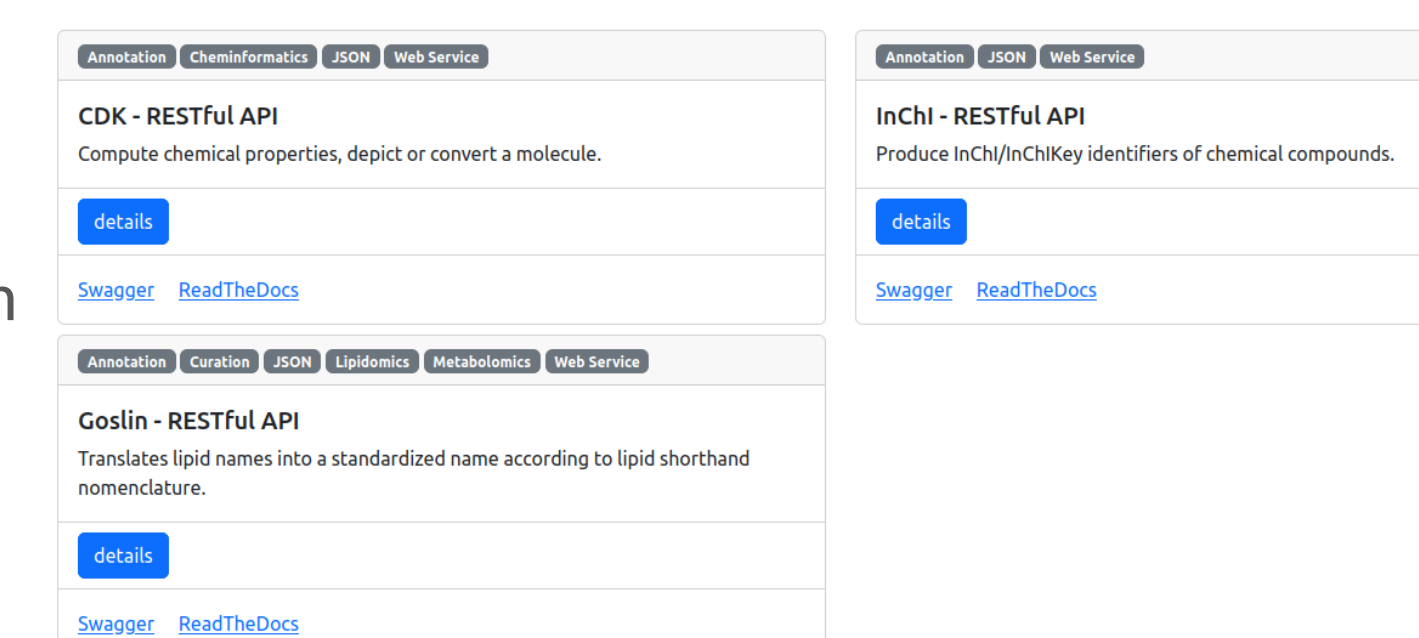 Annotation Cheminformatics JSON Web Service
CDK - RESTful API
Compute chemical properties, depict or convert a molecule.
details
Swagger ReadTheDocs
Annotation JSON Web Service
InChI - RESTful API
Produce InChI/InChIKey identifiers of chemical compounds.
details
Swagger ReadTheDocs
n
Annotation Curation JSON Lipidomics Metabolomics Web Service
Goslin - RESTful API
Translates lipid names into a standardized name according to lipid shorthand
nomenclature.
details
Swagger ReadTheDocs